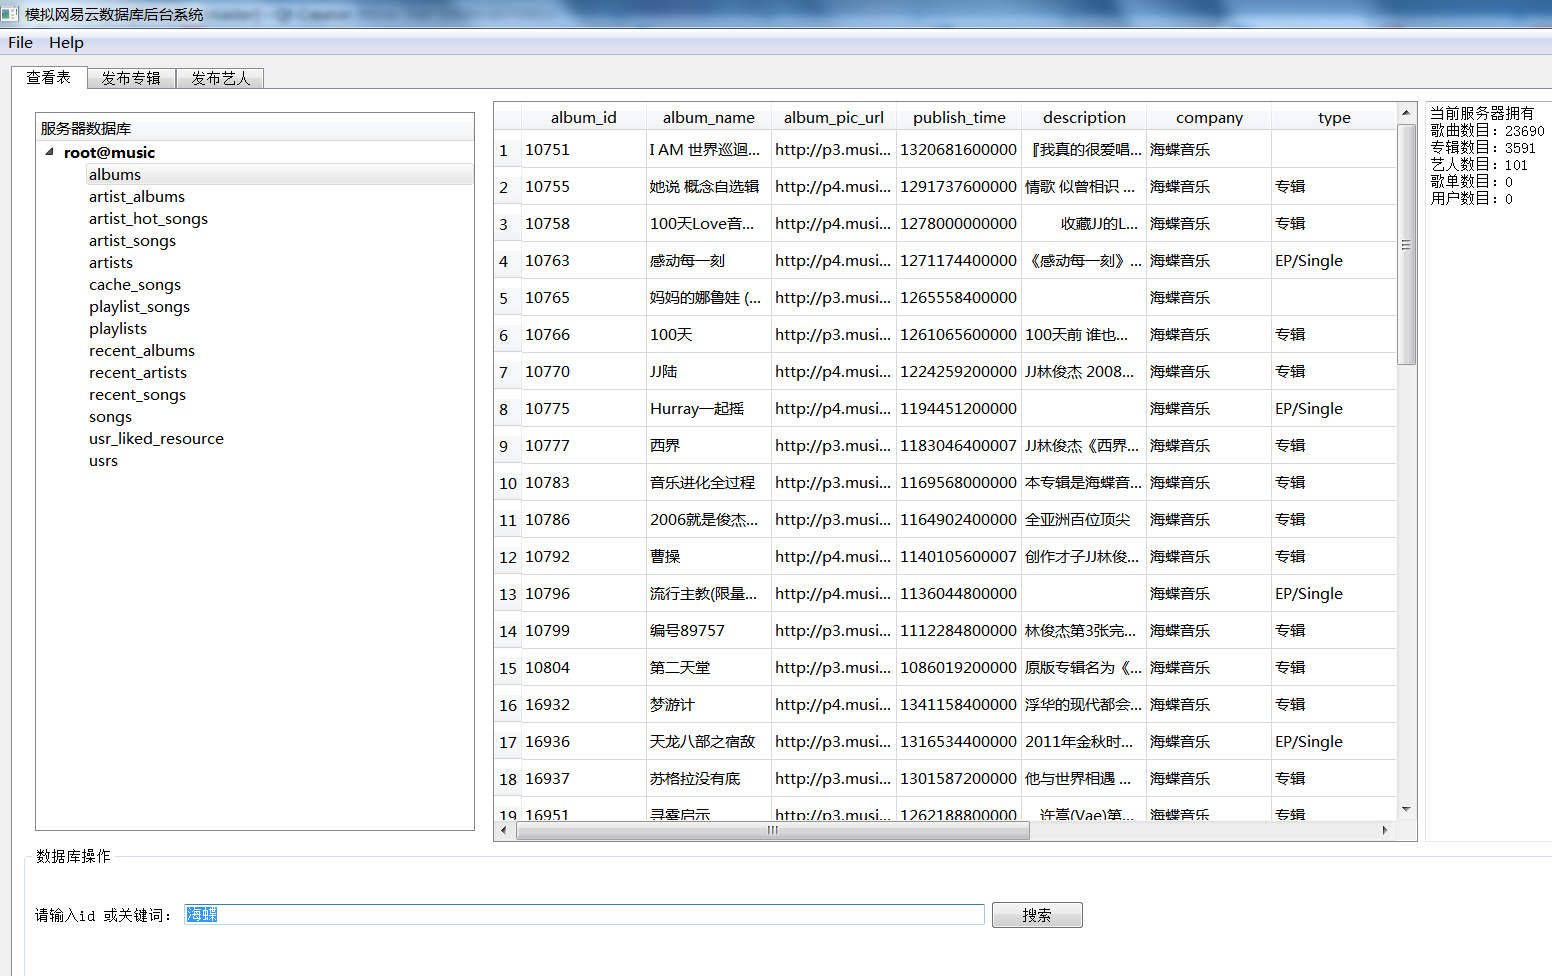 模拟网易云数据库后台系统
File Help
查看表 发布专辑 发布艺人
服务器数据库
root@music
albums
artist_albums
artist_hot_songs
artist_songs
artists
cache_songs
playlist_songs
playlists
recent_albums
recent_artists
recent_songs
songs
usr_liked_resource
usrs
album_id album_name album_pic_url publish_time description company type
1 10751 I AM 世界巡迴... http://p3.musi... 1320681600000 『我真的很爱唱... 海蝶音乐
2 10755 她说 概念自选辑 http://p4.musi... 1291737600000 情歌 似曾相识 ... 海蝶音乐 专辑
3 10758 100天Love音... http://p4.musi... 1278000000000 收藏JJ的L... 海蝶音乐 专辑
4 10763 感动每一刻 http://p4.musi... 1271174400000 《感动每一刻》... 海蝶音乐 EP/Single
5 10765 妈妈的娜鲁娃 (... http://p3.musi... 1265558400000 海蝶音乐
6 10766 100天 http://p3.musi... 1261065600000 100天前 谁也... 海蝶音乐 专辑
7 10770 JJ陆 http://p4.musi... 1224259200000 JJ林俊杰 2008... 海蝶音乐 专辑
8 10775 Hurray一起摇 http://p4.musi... 1194451200000 海蝶音乐 EP/Single
9 10777 西界 http://p4.musi... 1183046400007 JJ林俊杰《西界... 海蝶音乐 专辑
10 10783 音乐进化全过程 http://p3.musi... 1169568000000 本专辑是海蝶音... 海蝶音乐 专辑
11 10786 2006就是俊杰... http://p3.musi... 1164902400000 全亚洲百位顶尖 海蝶音乐 专辑
12 10792 曹操 http://p4.musi... 1140105600007 创作才子JJ林俊... 海蝶音乐 专辑
13 10796 流行主教(限量... http://p4.musi... 1136044800000 海蝶音乐 EP/Single
14 10799 编号89757 http://p3.musi... 1112284800000 林俊杰第3张完... 海蝶音乐 专辑
15 10804 第二天堂 http://p3.musi... 1086019200000 原版专辑名为《... 海蝶音乐 专辑
16 16932 梦游计 http://p4.musi... 1341158400000 浮华的现代都会... 海蝶音乐 专辑
17 16936 天龙八部之宿敌 http://p3.musi... 1316534400000 2011年金秋时... 海蝶音乐 EP/Single
18 16937 苏格拉没有底 http://p3.musi... 1301587200000 他与世界相遇 ... 海蝶音乐 专辑
19 16951 寻雾启示 http://p3.musi... 1262188800000 许嵩(Vae)第... 海蝶音乐 专辑
当前服务器拥有
歌曲数目：23690
专辑数目：3591
艺人数目：101
歌单数目：0
用户数目：0
数据库操作
请输入id 或关键词： 海蝶 搜索